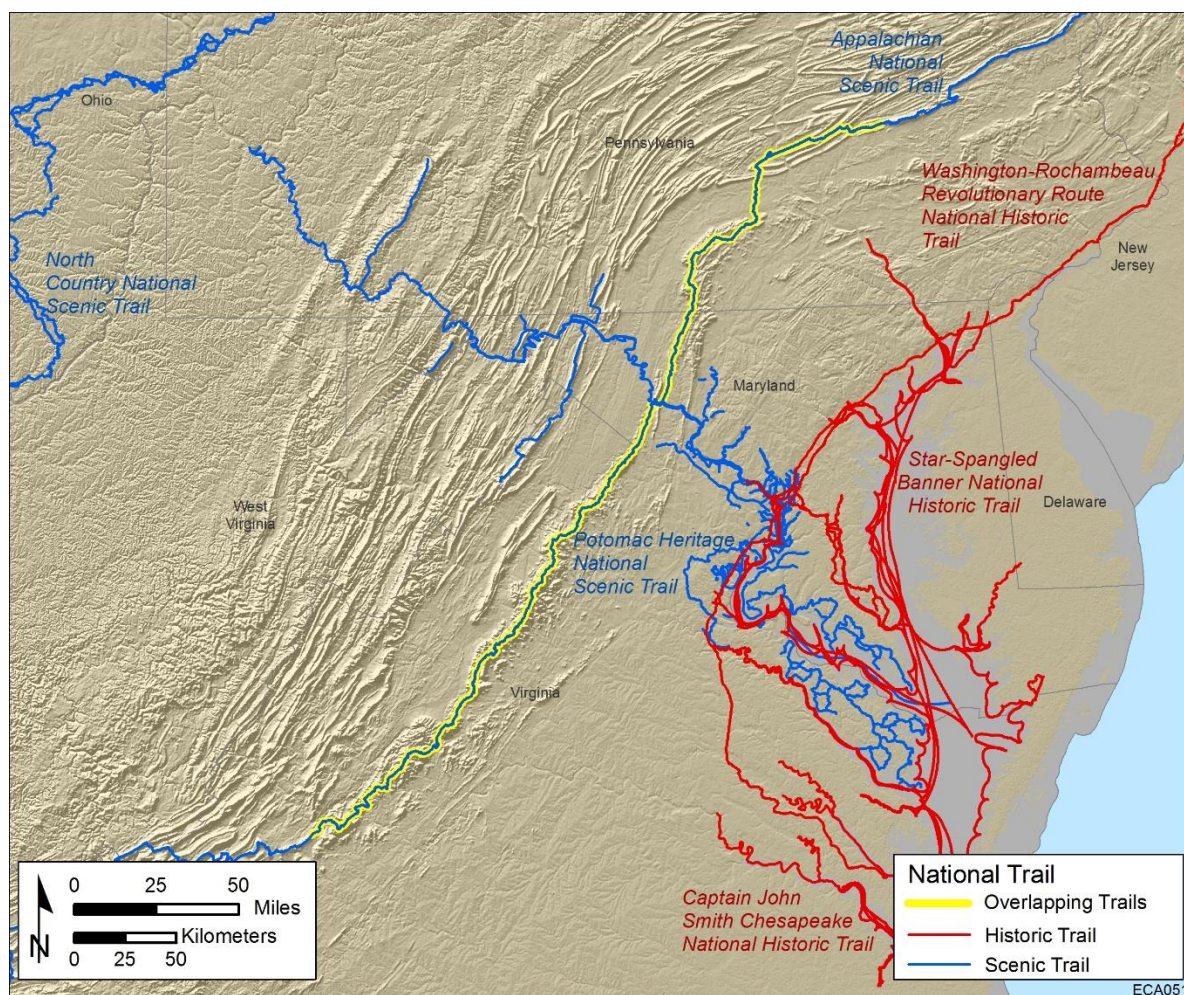 Appalachian
National
Scenic Trail
Ohio
Pennsylvania
Washington-Rochambeau
Revolutionary Route
National Historic
Trail
New
Jersey
North
Country National
Scenic Trail
Maryland
Star-Spangled
Banner National
Historic Trail
Delaware
West
Virginia
Potomac Heritage
National
Scenic Trail
Virginia
Captain John
Smith Chesapeake
National Historic Trail
0 25 50
Miles
Kilometers
0 25 50
N
National Trail
Overlapping Trails
Historic Trail
Scenic Trail
ECA051